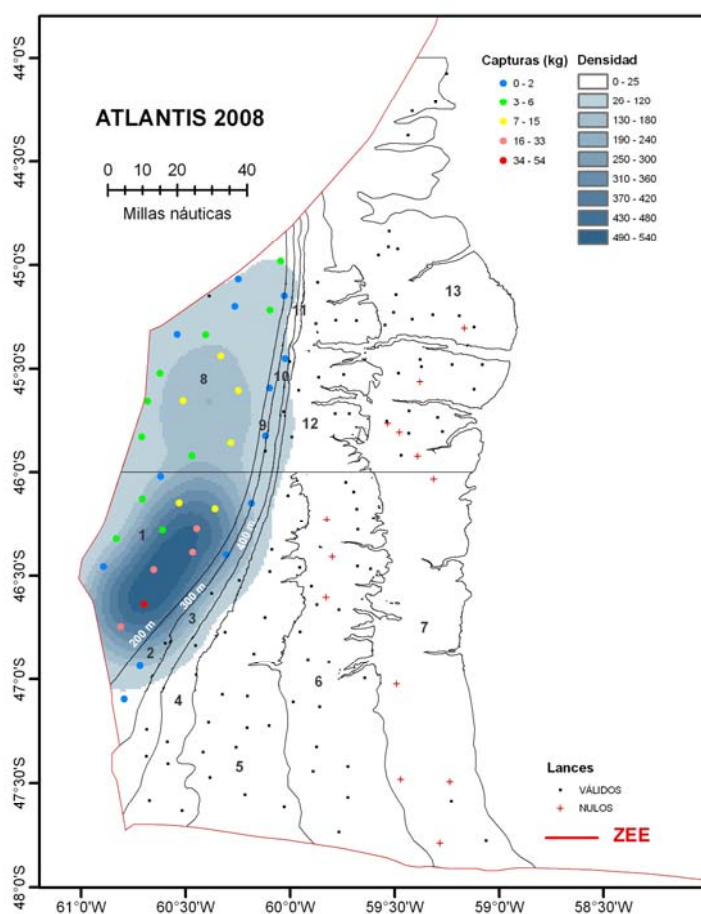 44°0'S
44°30'S
45°0'S
45°30'S
46°0'S
46°30'S
47°0'S
47°30'S
48°0'S
ATLANTIS 2008
0 10 20 40
Millas náuticas
Capturas (kg)
0 - 2
3 - 6
7 - 15
16 - 33
34 - 54
Densidad
0 - 25
26 - 120
130 - 180
190 - 240
250 - 300
310 - 360
370 - 420
430 - 480
490 - 540
13
11
8
10
9
12
1
400 m
300 m
200 m
3
2
7
6
4
5
Lances
VÁLIDOS
NULOS
ZEE
61°0'W
60°30'W
60°0'W
59°30'W
59°0'W
58°30'W